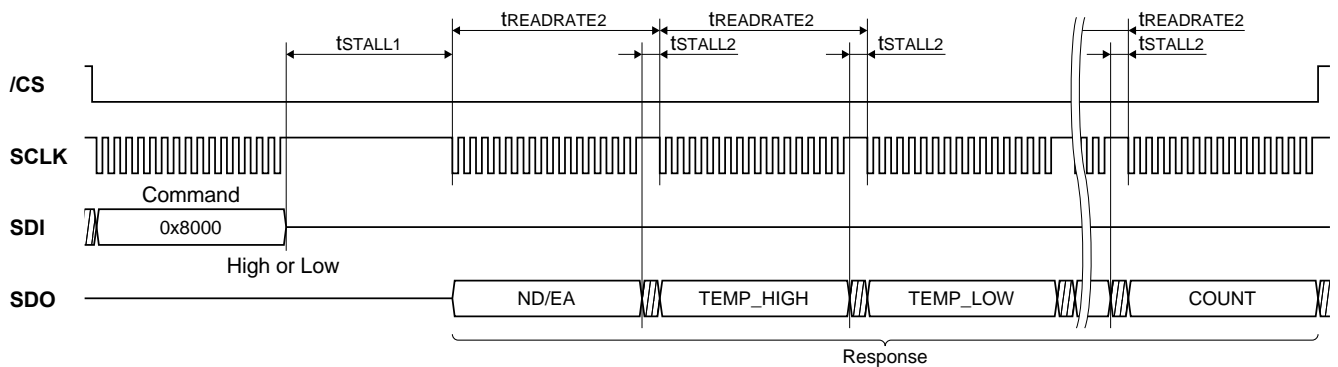 tREADRATE2 tREADRATE2 tREADRATE2
tSTALL1 tSTALL2 tSTALL2 tSTALL2
/CS
SCLK
Command
SDI 0x8000
High or Low
SDO ND/EA TEMP_HIGH TEMP_LOW COUNT
Response